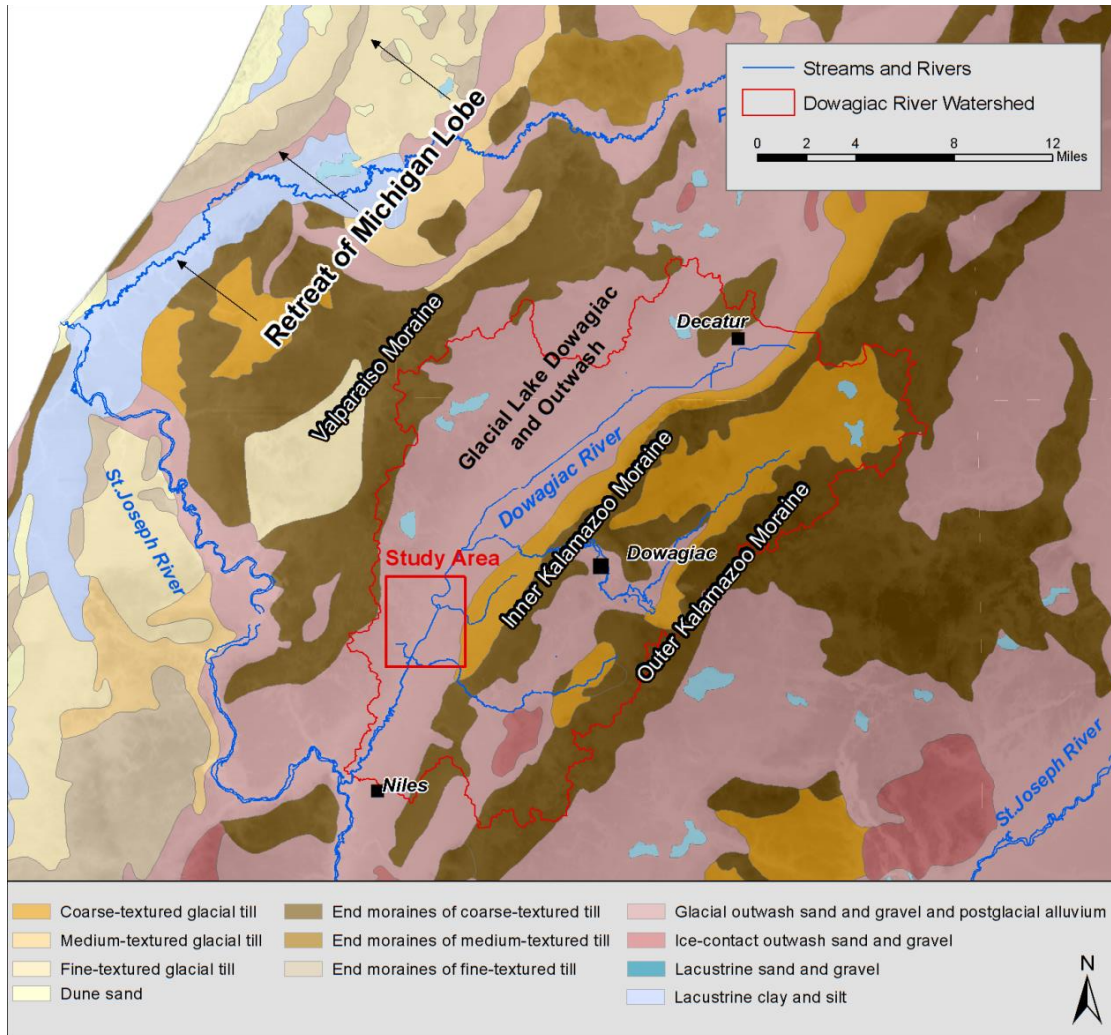 Streams and Rivers
Dowagiac River Watershed
0 2 4 8 12
Miles
P
Retreat of Michigan Lobe
Valparaiso Moraine
Glacial Lake Dowagiac
and Outwash
Decatur
Dowagiac River
Inner Kalamazoo Moraine
Dowagiac
Outer Kalamazoo Moraine
St.Joseph River
Study Area
Niles
St.Joseph River
Coarse-textured glacial till
Medium-textured glacial till
Fine-textured glacial till
Dune sand
End moraines of coarse-textured till
End moraines of medium-textured till
End moraines of fine-textured till
Glacial outwash sand and gravel and postglacial alluvium
Ice-contact outwash sand and gravel
Lacustrine sand and gravel
Lacustrine clay and silt
N